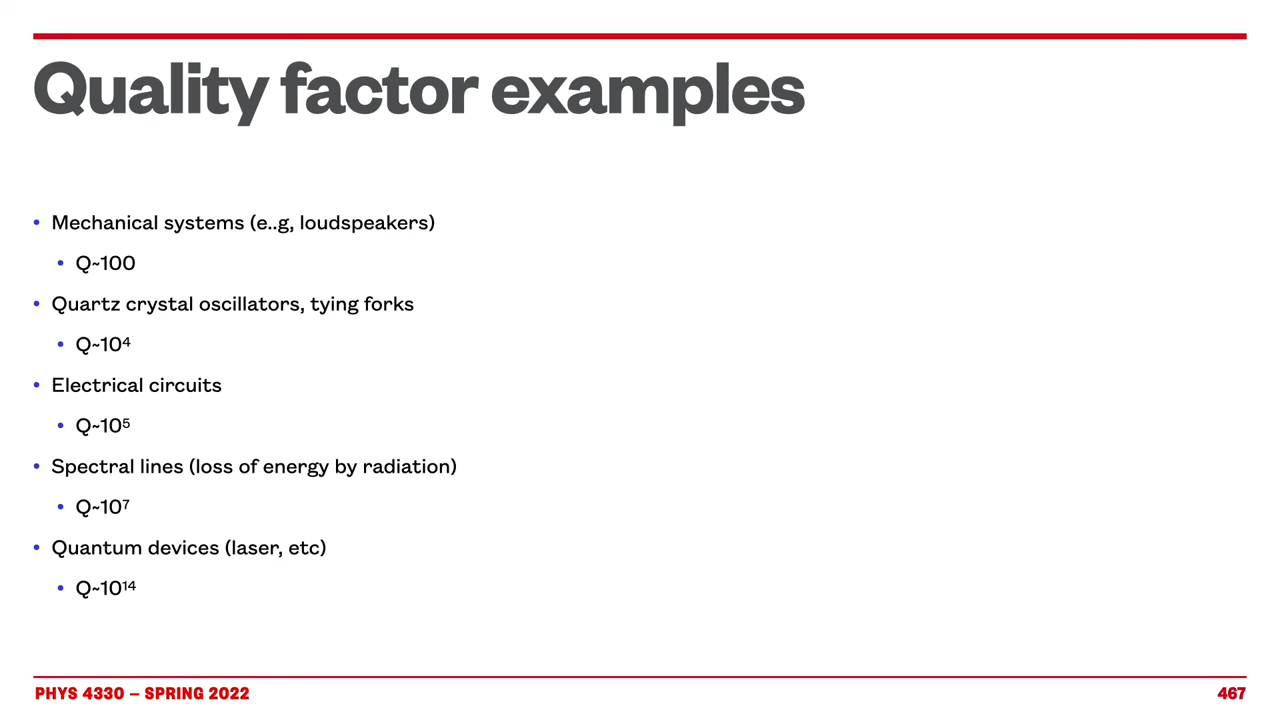 Quality factor examples
• Mechanical systems (e..g, loudspeakers)
• Q~100
• Quartz crystal oscillators, tying forks
• Q~10⁴
• Electrical circuits
• Q~10⁵
• Spectral lines (loss of energy by radiation)
• Q~10⁷
• Quantum devices (laser, etc)
• Q~10¹⁴
PHYS 4330 – SPRING 2022
467